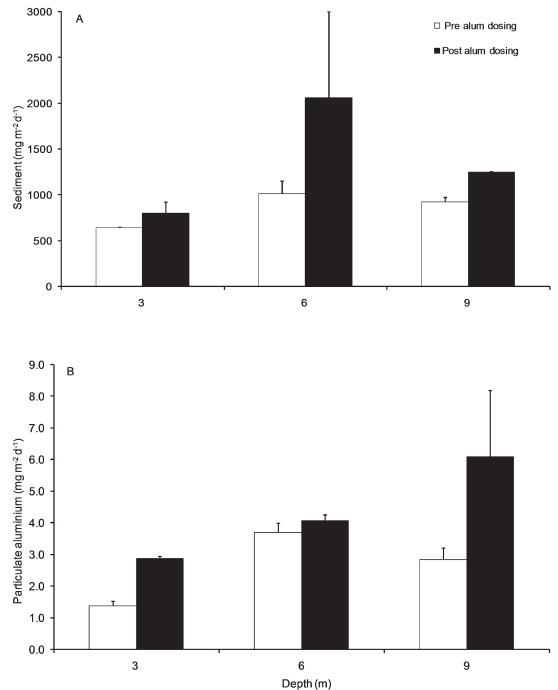 A
Pre alum dosing
Post alum dosing
3000
2500
2000
1500
1000
500
0
Sediment (mg m⁻² d⁻¹)
3 6 9
B
9.0
8.0
7.0
6.0
5.0
4.0
3.0
2.0
1.0
0.0
Particulate aluminium (mg m⁻² d⁻¹)
3 6 9
Depth (m)